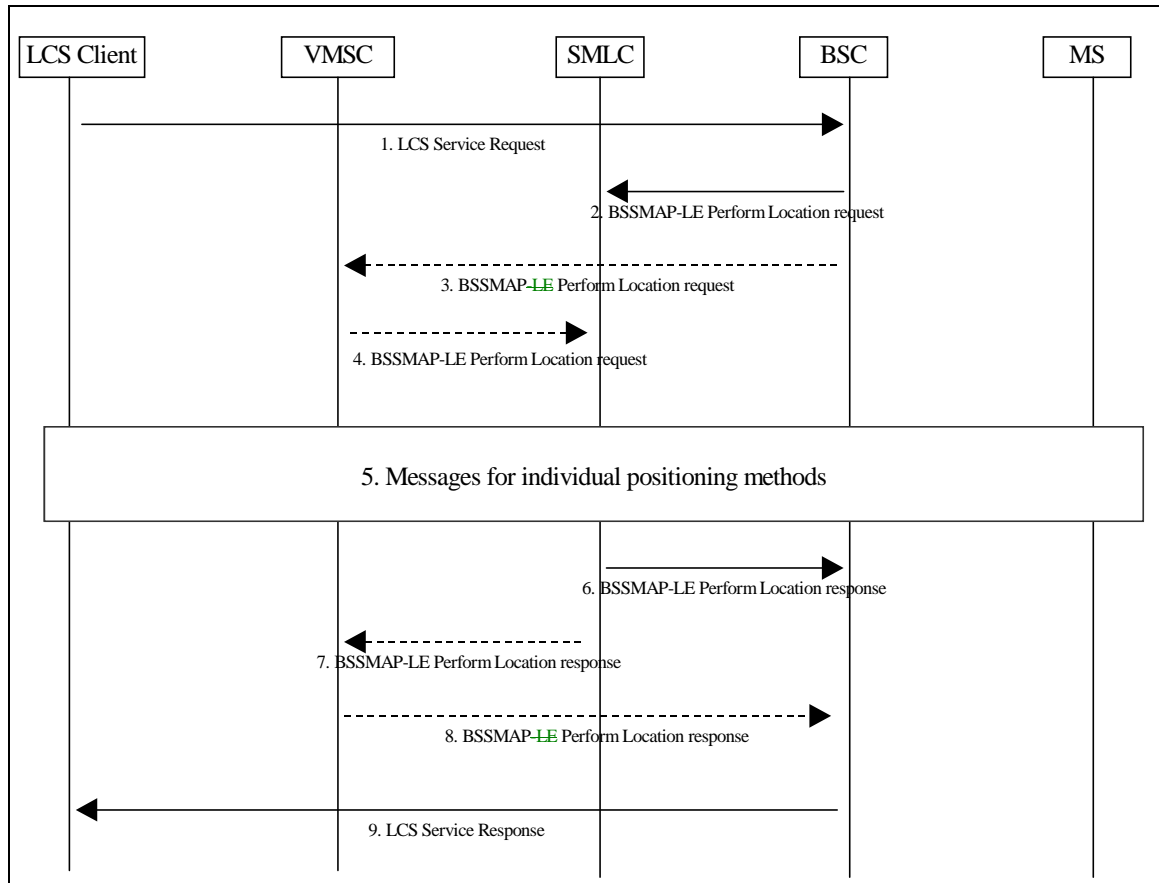 LCS Client
VMSC
SMLC
BSC
MS
1. LCS Service Request
2. BSSMAP-LE Perform Location request
3. BSSMAP-LE Perform Location request
4. BSSMAP-LE Perform Location request
5. Messages for individual positioning methods
6. BSSMAP-LE Perform Location response
7. BSSMAP-LE Perform Location response
8. BSSMAP-LE Perform Location response
9. LCS Service Response